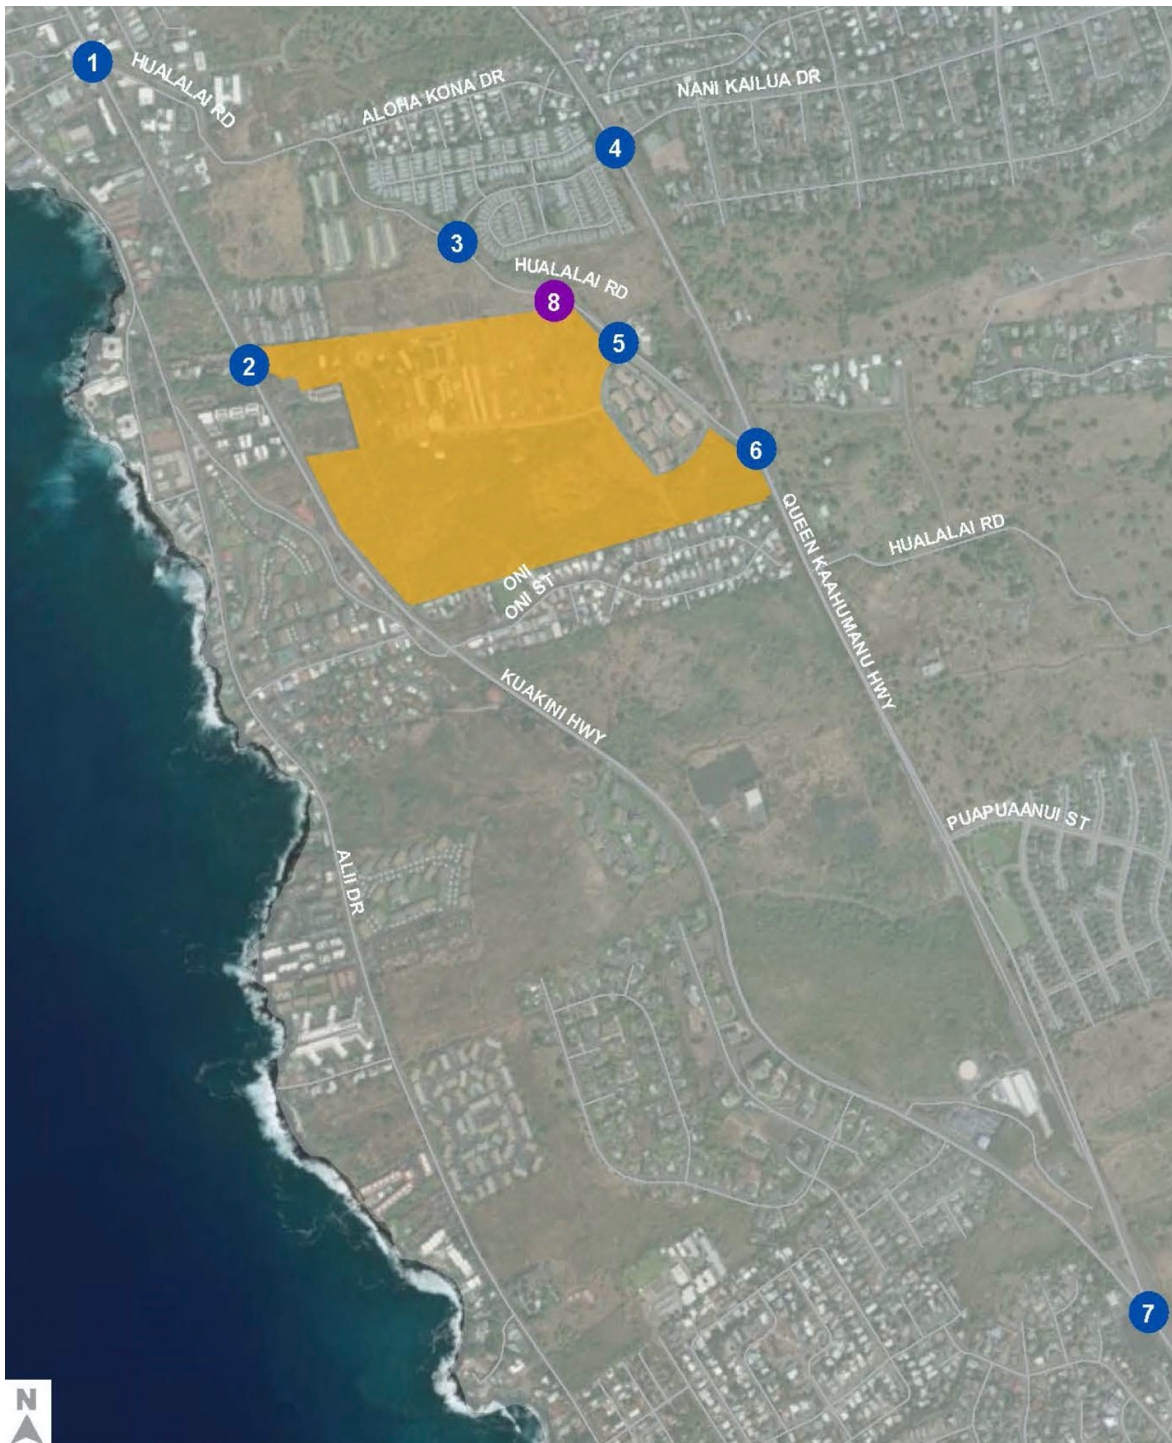 1
HUALALAI RD
ALOHA KONA DR
NANI KAILUA DR
4
3
HUALALAI RD
8
5
2
6
QUEEN KAAHUMANU HWY
HUALALAI RD
ONI
ONI ST
KUAKINI HWY
PUAPUAANUI ST
ALII DR
7
N